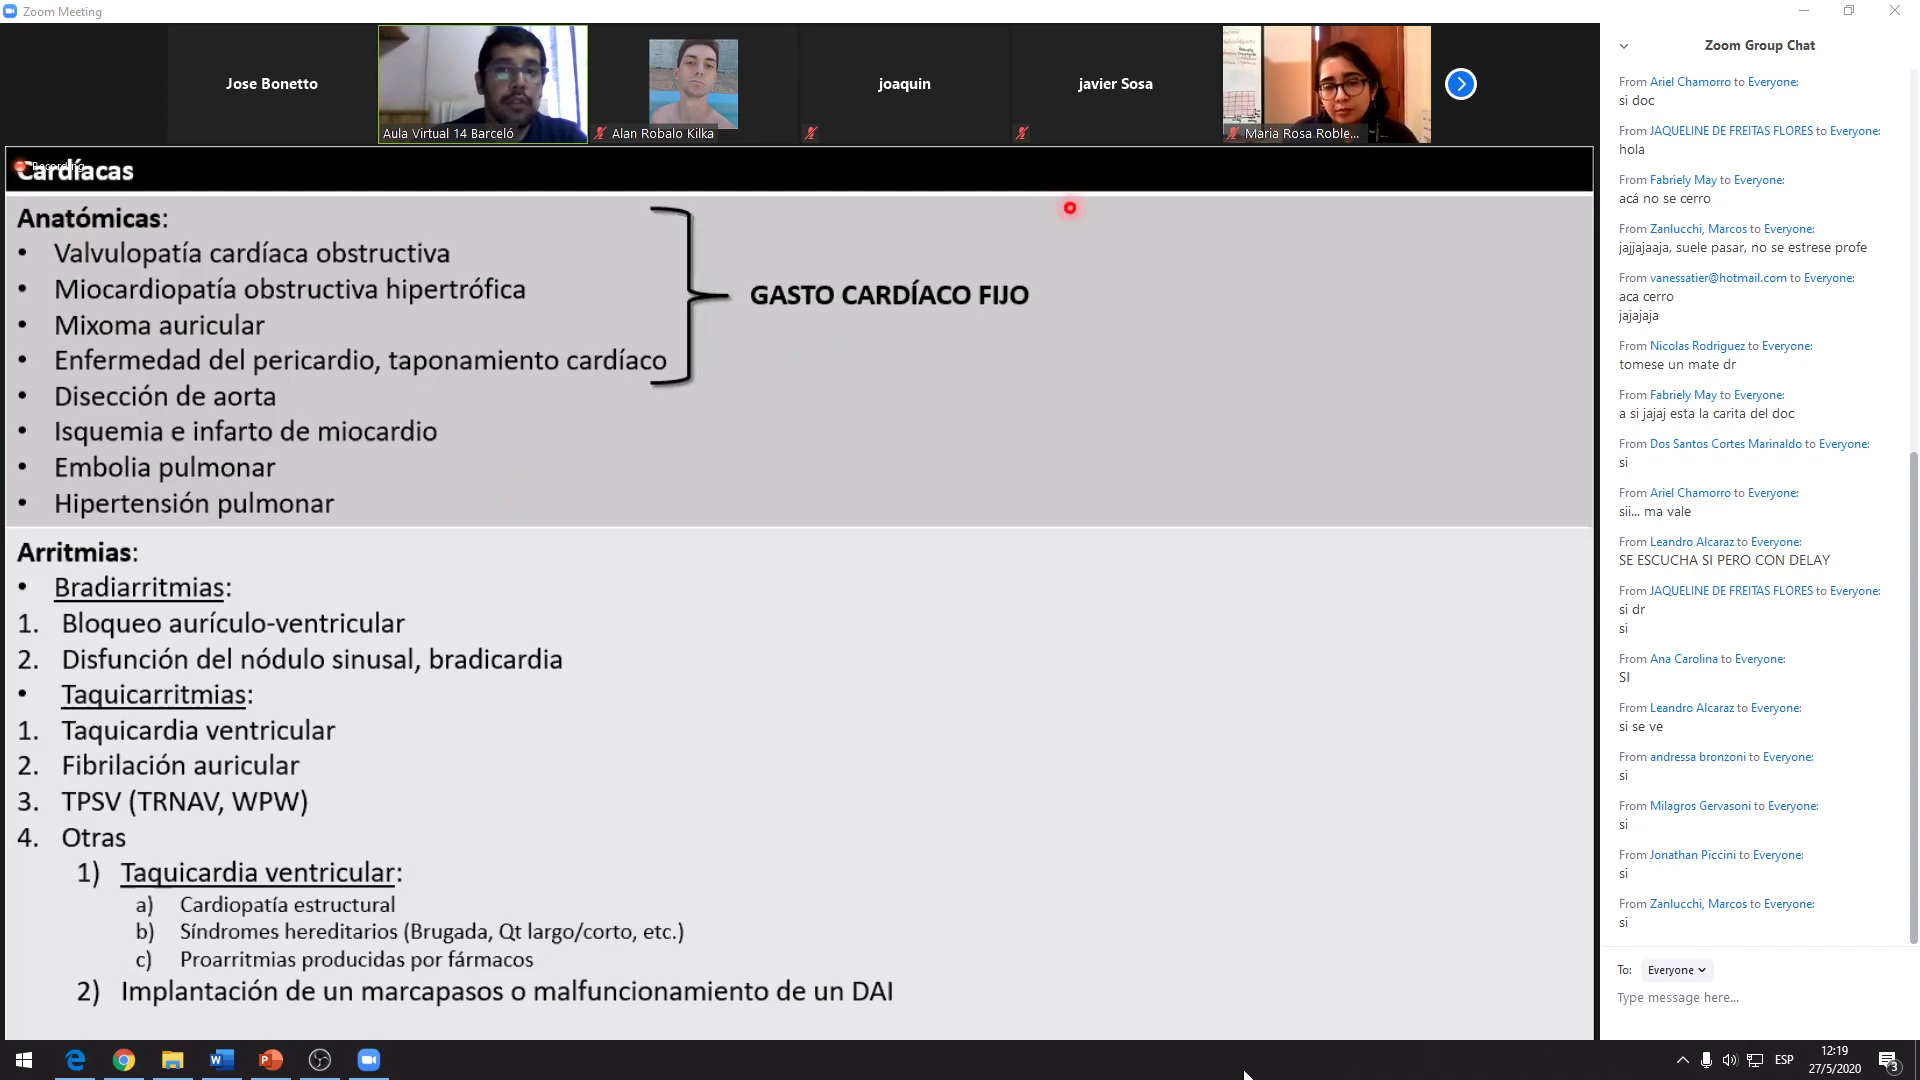 Zoom Meeting
Jose Bonetto
Aula Virtual 14 Barceló
Alan Robalo Kilka
joaquin
javier Sosa
Maria Rosa Roble...
Recording
Cardíacas
Anatómicas:
• Valvulopatía cardíaca obstructiva
• Miocardiopatía obstructiva hipertrófica
• Mixoma auricular
• Enfermedad del pericardio, taponamiento cardíaco
• Disección de aorta
• Isquemia e infarto de miocardio
• Embolia pulmonar
• Hipertensión pulmonar
GASTO CARDÍACO FIJO
Arritmias:
• Bradiarritmias:
1. Bloqueo aurículo-ventricular
2. Disfunción del nódulo sinusal, bradicardia
• Taquicarritmias:
1. Taquicardia ventricular
2. Fibrilación auricular
3. TPSV (TRNAV, WPW)
4. Otras
1) Taquicardia ventricular:
a) Cardiopatía estructural
b) Síndromes hereditarios (Brugada, Qt largo/corto, etc.)
c) Proarritmias producidas por fármacos
2) Implantación de un marcapasos o malfuncionamiento de un DAI
Zoom Group Chat
From Ariel Chamorro to Everyone:
si doc
From JAQUELINE DE FREITAS FLORES to Everyone:
hola
From Fabriely May to Everyone:
acá no se cerro
From Zanlucchi, Marcos to Everyone:
jajjajaaja, suele pasar, no se estrese profe
From vanessatier@hotmail.com to Everyone:
aca cerro
jajajaja
From Nicolas Rodriguez to Everyone:
tomese un mate dr
From Fabriely May to Everyone:
a si jajaj esta la carita del doc
From Dos Santos Cortes Marinaldo to Everyone:
si
From Ariel Chamorro to Everyone:
sii... ma vale
From Leandro Alcaraz to Everyone:
SE ESCUCHA SI PERO CON DELAY
From JAQUELINE DE FREITAS FLORES to Everyone:
si dr
si
From Ana Carolina to Everyone:
SI
From Leandro Alcaraz to Everyone:
si se ve
From andressa bronzoni to Everyone:
si
From Milagros Gervasoni to Everyone:
si
From Jonathan Piccini to Everyone:
si
From Zanlucchi, Marcos to Everyone:
si
To: Everyone
Type message here...
ESP
12:19
27/5/2020
3